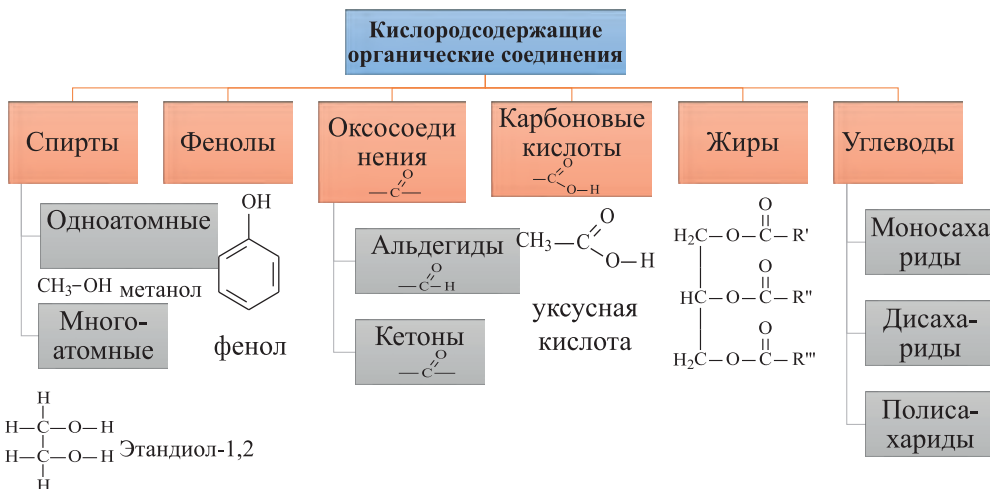 Кислородсодержащие
органические соединения
Спирты
Фенолы
Оксосоеди
нения
O
— C —
Карбоновые
кислоты
O
— C
O — H
Жиры
Углеводы
Одноатомные
CH₃–OH метанол
Много-
атомные
H
H — C — O — H
H — C — O — H
H
Этандиол-1,2
OH
фенол
Альдегиды
O
— C — H
Кетоны
O
— C —
O
CH₃ — C
O — H
уксусная
кислота
O
H₂C — O — C — R'
O
HC — O — C — R''
O
H₂C — O — C — R'''
Моносаха
риды
Дисаха-
риды
Полиса-
хариды